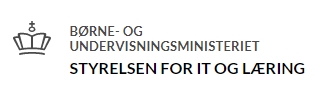 BØRNE- OG
UNDERVISNINGSMINISTERIET
STYRELSEN FOR IT OG LÆRING